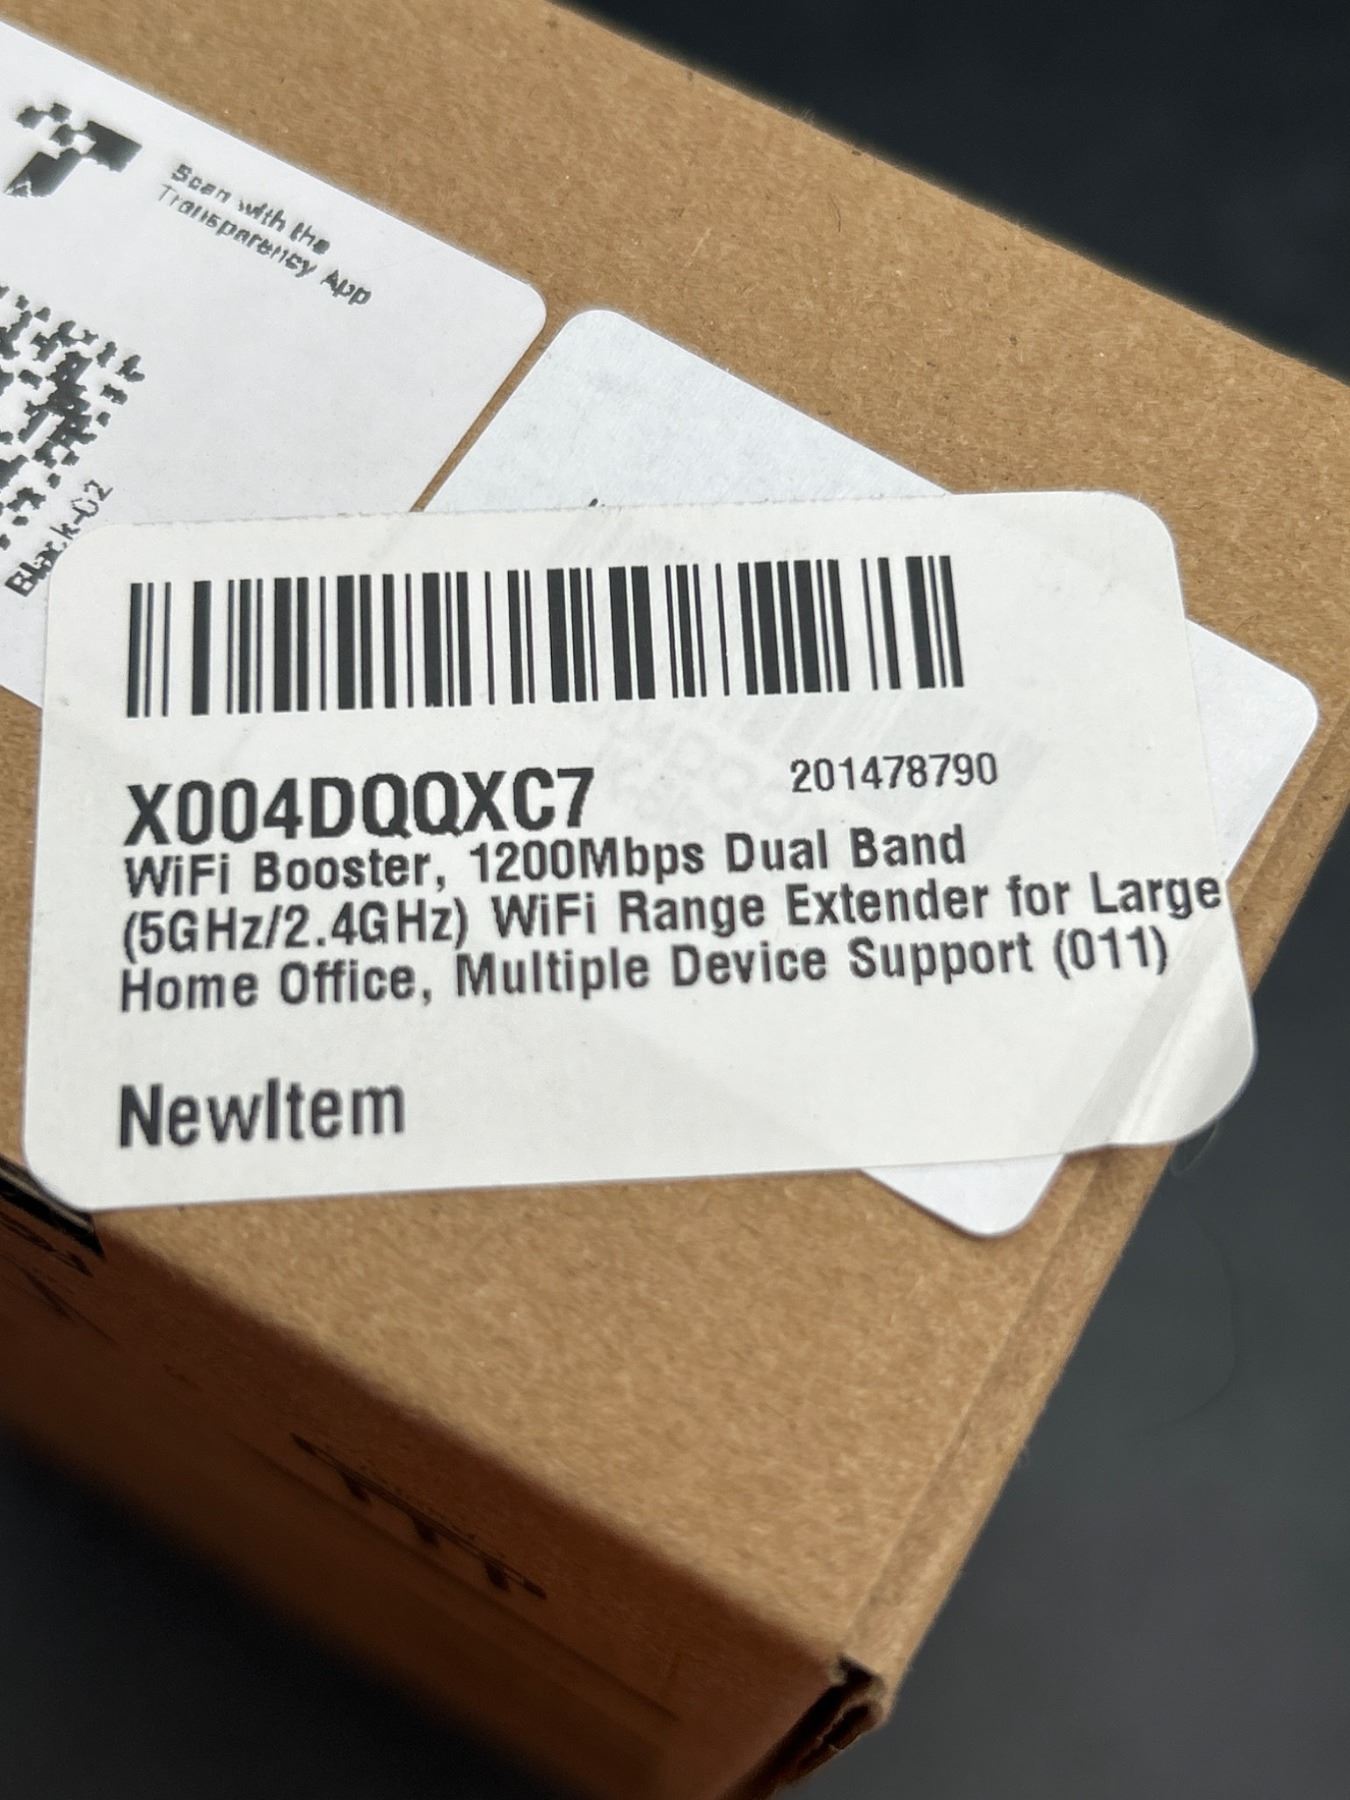 Scan with the
Transparency App
Black-02
X004DQQXC7
201478790
WiFi Booster, 1200Mbps Dual Band
(5GHz/2.4GHz) WiFi Range Extender for Large
Home Office, Multiple Device Support (011)
NewItem